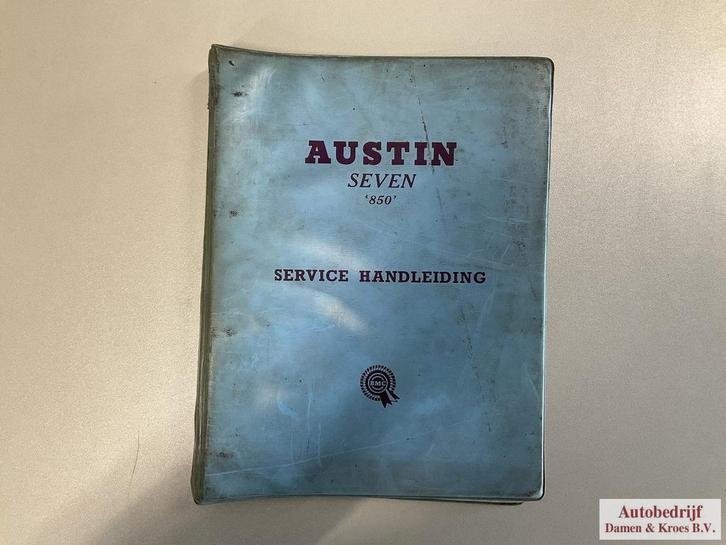 AUSTIN
SEVEN
‘850’
SERVICE HANDLEIDING
BMC
Autobedrijf
Damen & Kroes B.V.